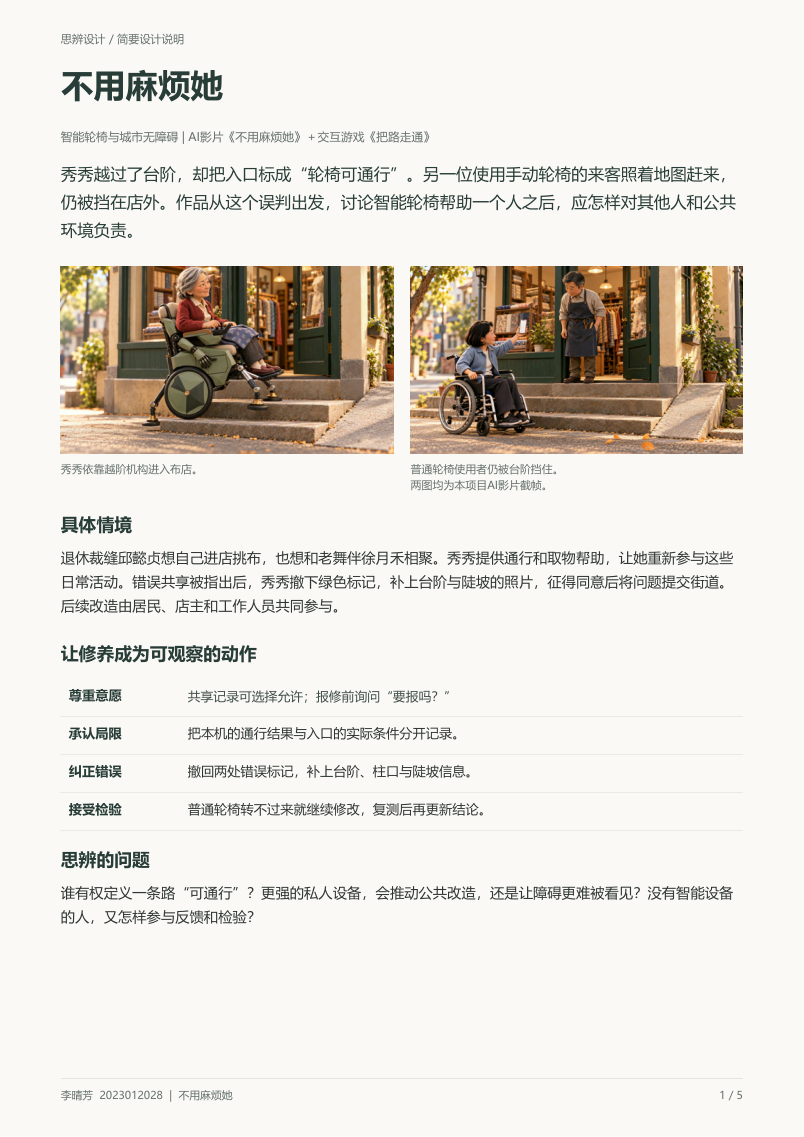 思辨设计 / 简要设计说明
不用麻烦她
智能轮椅与城市无障碍 | AI影片《不用麻烦她》 + 交互游戏《把路走通》
秀秀越过了台阶，却把入口标成“轮椅可通行”。另一位使用手动轮椅的来客照着地图赶来，
仍被挡在店外。作品从这个误判出发，讨论智能轮椅帮助一个人之后，应怎样对其他人和公共
环境负责。
秀秀依靠越阶机构进入布店。
普通轮椅使用者仍被台阶挡住。
两图均为本项目AI影片截帧。
具体情境
退休裁缝邱懿贞想自己进店挑布，也想和老舞伴徐月禾相聚。秀秀提供通行和取物帮助，让她重新参与这些
日常活动。错误共享被指出后，秀秀撤下绿色标记，补上台阶与陡坡的照片，征得同意后将问题提交街道。
后续改造由居民、店主和工作人员共同参与。
让修养成为可观察的动作
尊重意愿 共享记录可选择允许；报修前询问“要报吗？”
承认局限 把本机的通行结果与入口的实际条件分开记录。
纠正错误 撤回两处错误标记，补上台阶、柱口与陡坡信息。
接受检验 普通轮椅转不过来就继续修改，复测后再更新结论。
思辨的问题
谁有权定义一条路“可通行”？更强的私人设备，会推动公共改造，还是让障碍更难被看见？没有智能设备
的人，又怎样参与反馈和检验？
李晴芳 2023012028 | 不用麻烦她
1 / 5